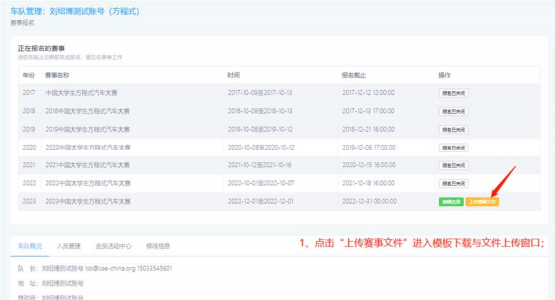 车队管理：刘绍博测试账号（方程式）
赛事报名
正在报名的赛事
年份 赛事名称 时间 报名截止 操作
2017 中国大学生方程式汽车大赛 2017-10-09至2017-10-13 2017-12-12 12:00:00 报名已关闭
2018 2018中国大学生方程式汽车大赛 2018-10-09至2018-10-13 2017-12-13 17:00:00 报名已关闭
2019 2019中国大学生方程式汽车大赛 2019-10-08至2019-10-12 2018-12-21 16:00:00 报名已关闭
2020 2020中国大学生方程式汽车大赛 2020-10-08至2020-10-12 2019-12-06 17:00:00 报名已关闭
2021 2021中国大学生方程式汽车大赛 2021-10-12至2021-10-16 2020-12-15 16:00:00 报名已关闭
2022 2022中国大学生方程式汽车大赛 2022-10-01至2022-10-07 2021-12-18 16:00:00 报名已关闭
2023 2023中国大学生方程式汽车大赛 2022-12-01至2022-12-01 2022-12-31 00:00:00 上传赛事文件
1、点击“上传赛事文件”进入模板下载与文件上传窗口；
车队概况 人员管理 会员活动中心 修改信息
队 长：刘绍博测试账号 lsb@sae-china.org 15033545601
地 址：刘绍博测试账号
刘绍博测试账号